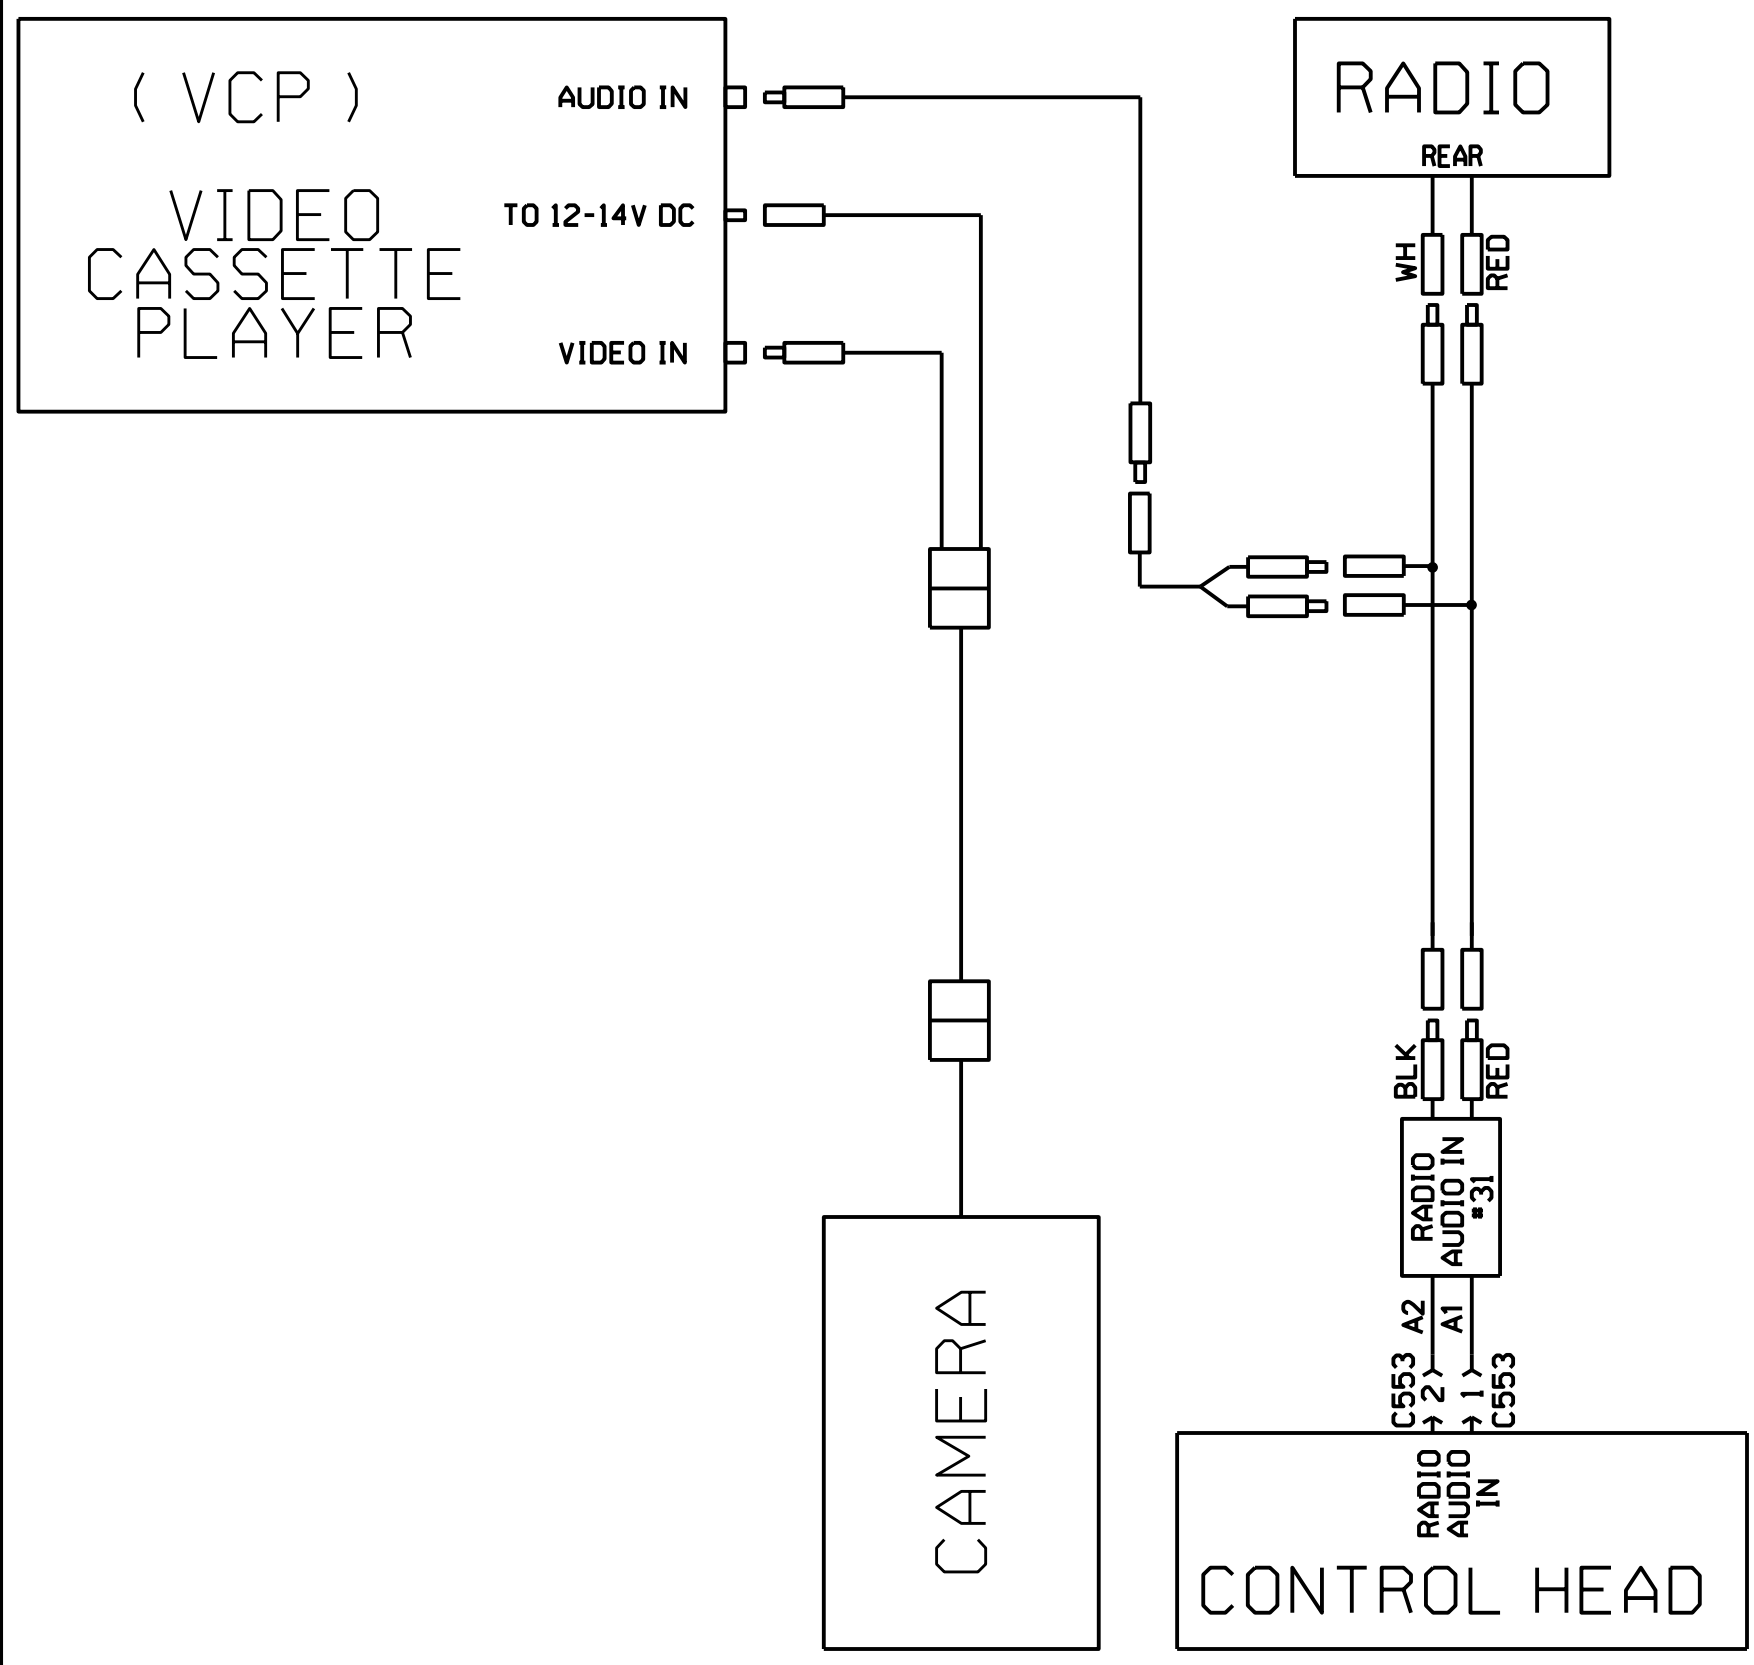 ( VCP )
VIDEO
CASSETTE
PLAYER
AUDIO IN
TO 12-14V DC
VIDEO IN
RADIO
REAR
WH
RED
BLK
RED
RADIO
AUDIO IN
#31
A2
A1
C553
2
1
C553
RADIO
AUDIO
IN
CONTROL HEAD
CAMERA